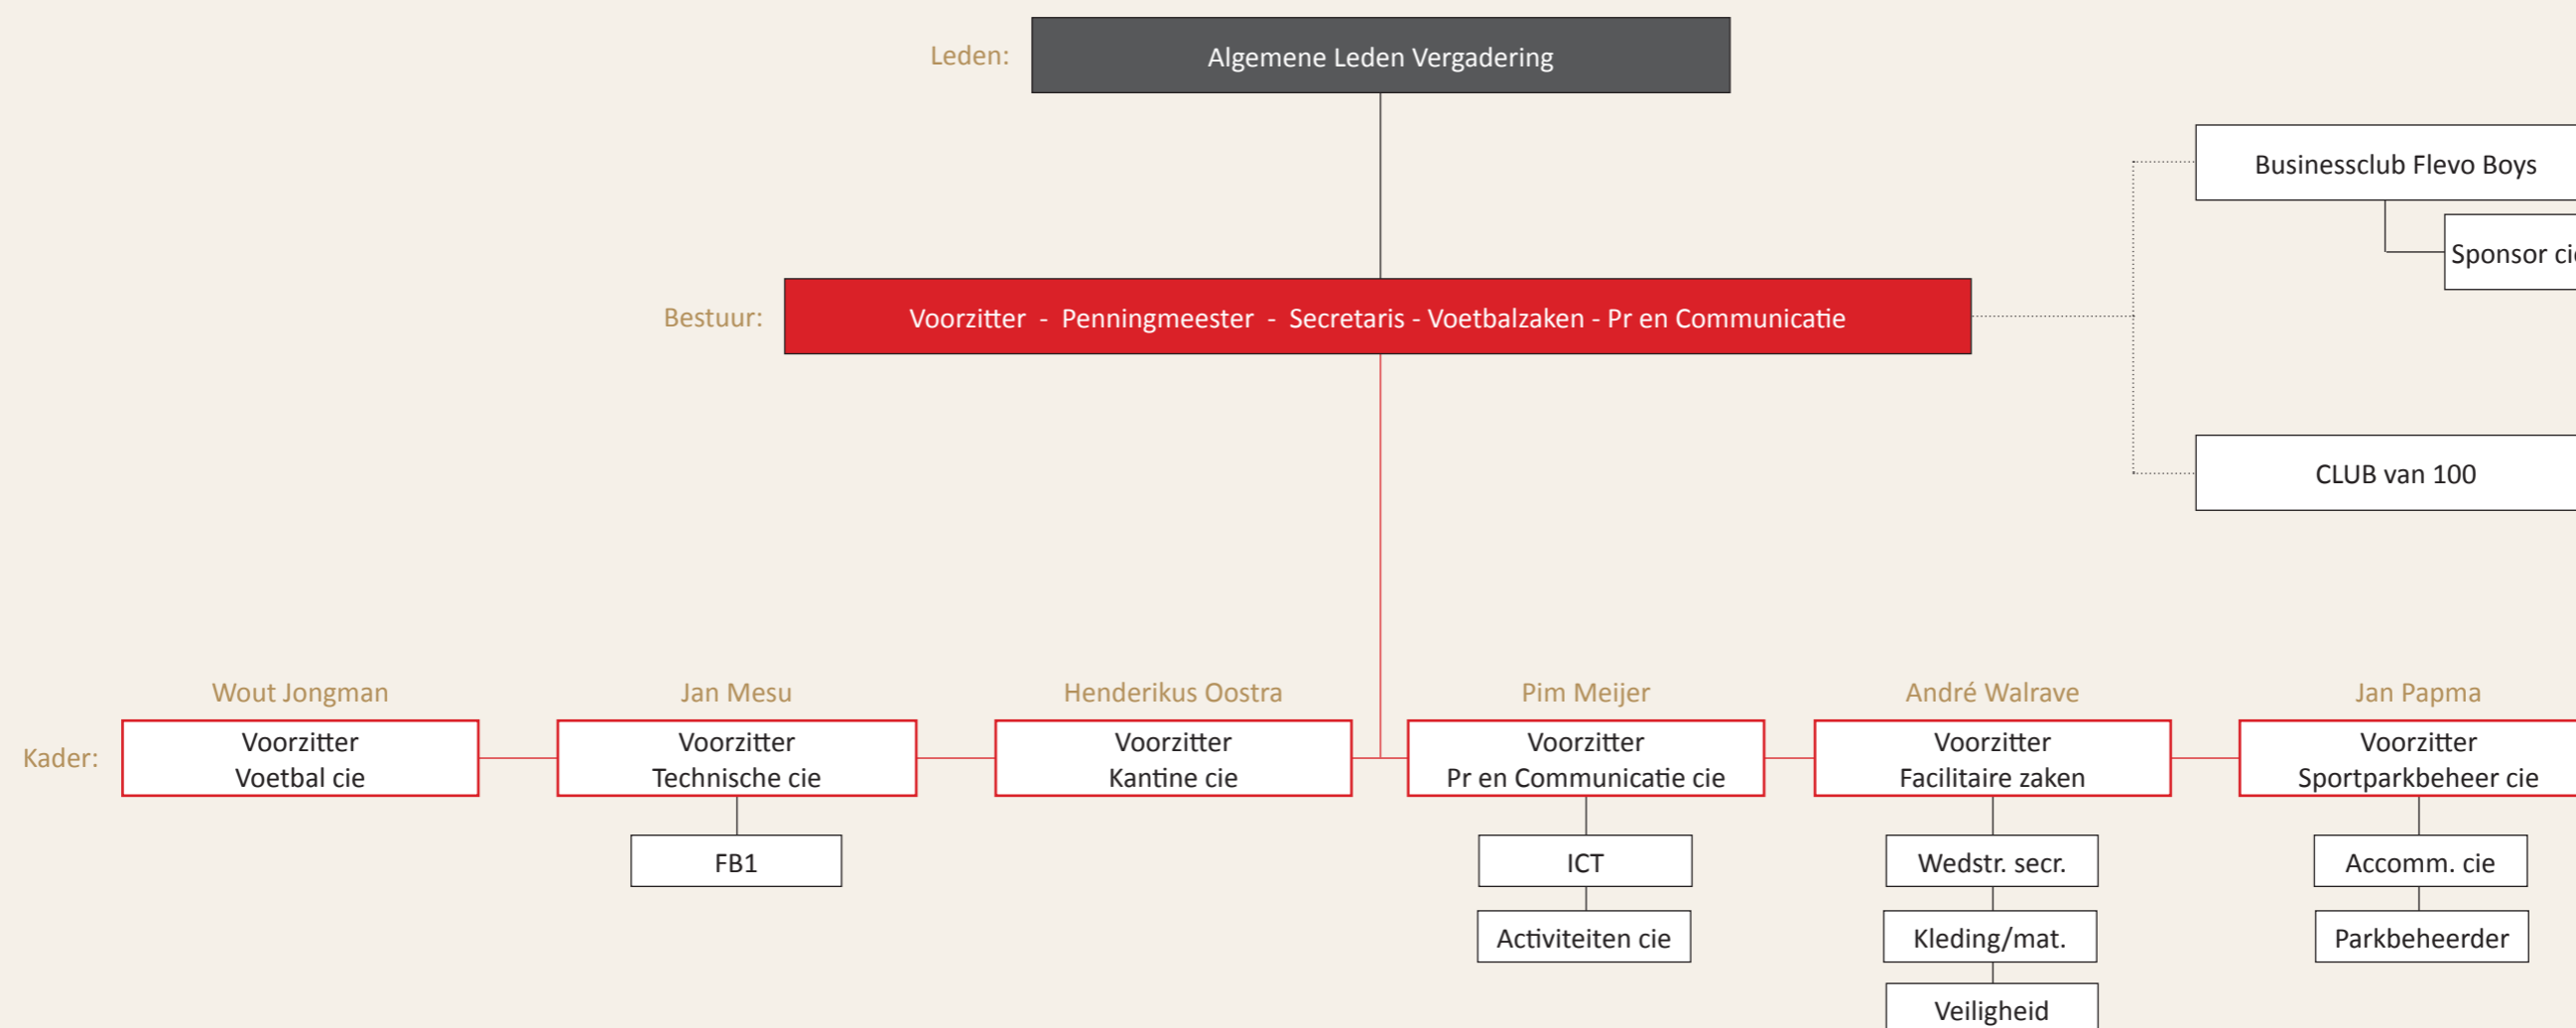 Leden:
Algemene Leden Vergadering
Businessclub Flevo Boys
Sponsor cie
Bestuur:
Voorzitter - Penningmeester - Secretaris - Voetbalzaken - Pr en Communicatie
CLUB van 100
Kader:
Wout Jongman
Voorzitter
Voetbal cie
Jan Mesu
Voorzitter
Technische cie
FB1
Henderikus Oostra
Voorzitter
Kantine cie
Pim Meijer
Voorzitter
Pr en Communicatie cie
ICT
Activiteiten cie
André Walrave
Voorzitter
Facilitaire zaken
Wedstr. secr.
Kleding/mat.
Veiligheid
Jan Papma
Voorzitter
Sportparkbeheer cie
Accomm. cie
Parkbeheerder